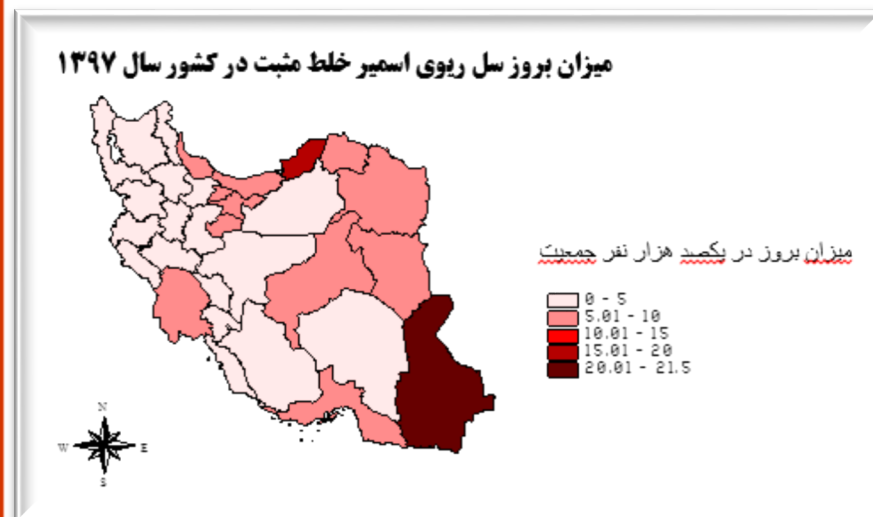 میزان بروز سل ریوی اسمیر خلط مثبت در کشور سال ۱۳۹۷
میزان بروز در یکصد هزار نفر جمعیت
0 - 5
5.01 - 10
10.01 - 15
15.01 - 20
20.01 - 21.5
N
W E
S